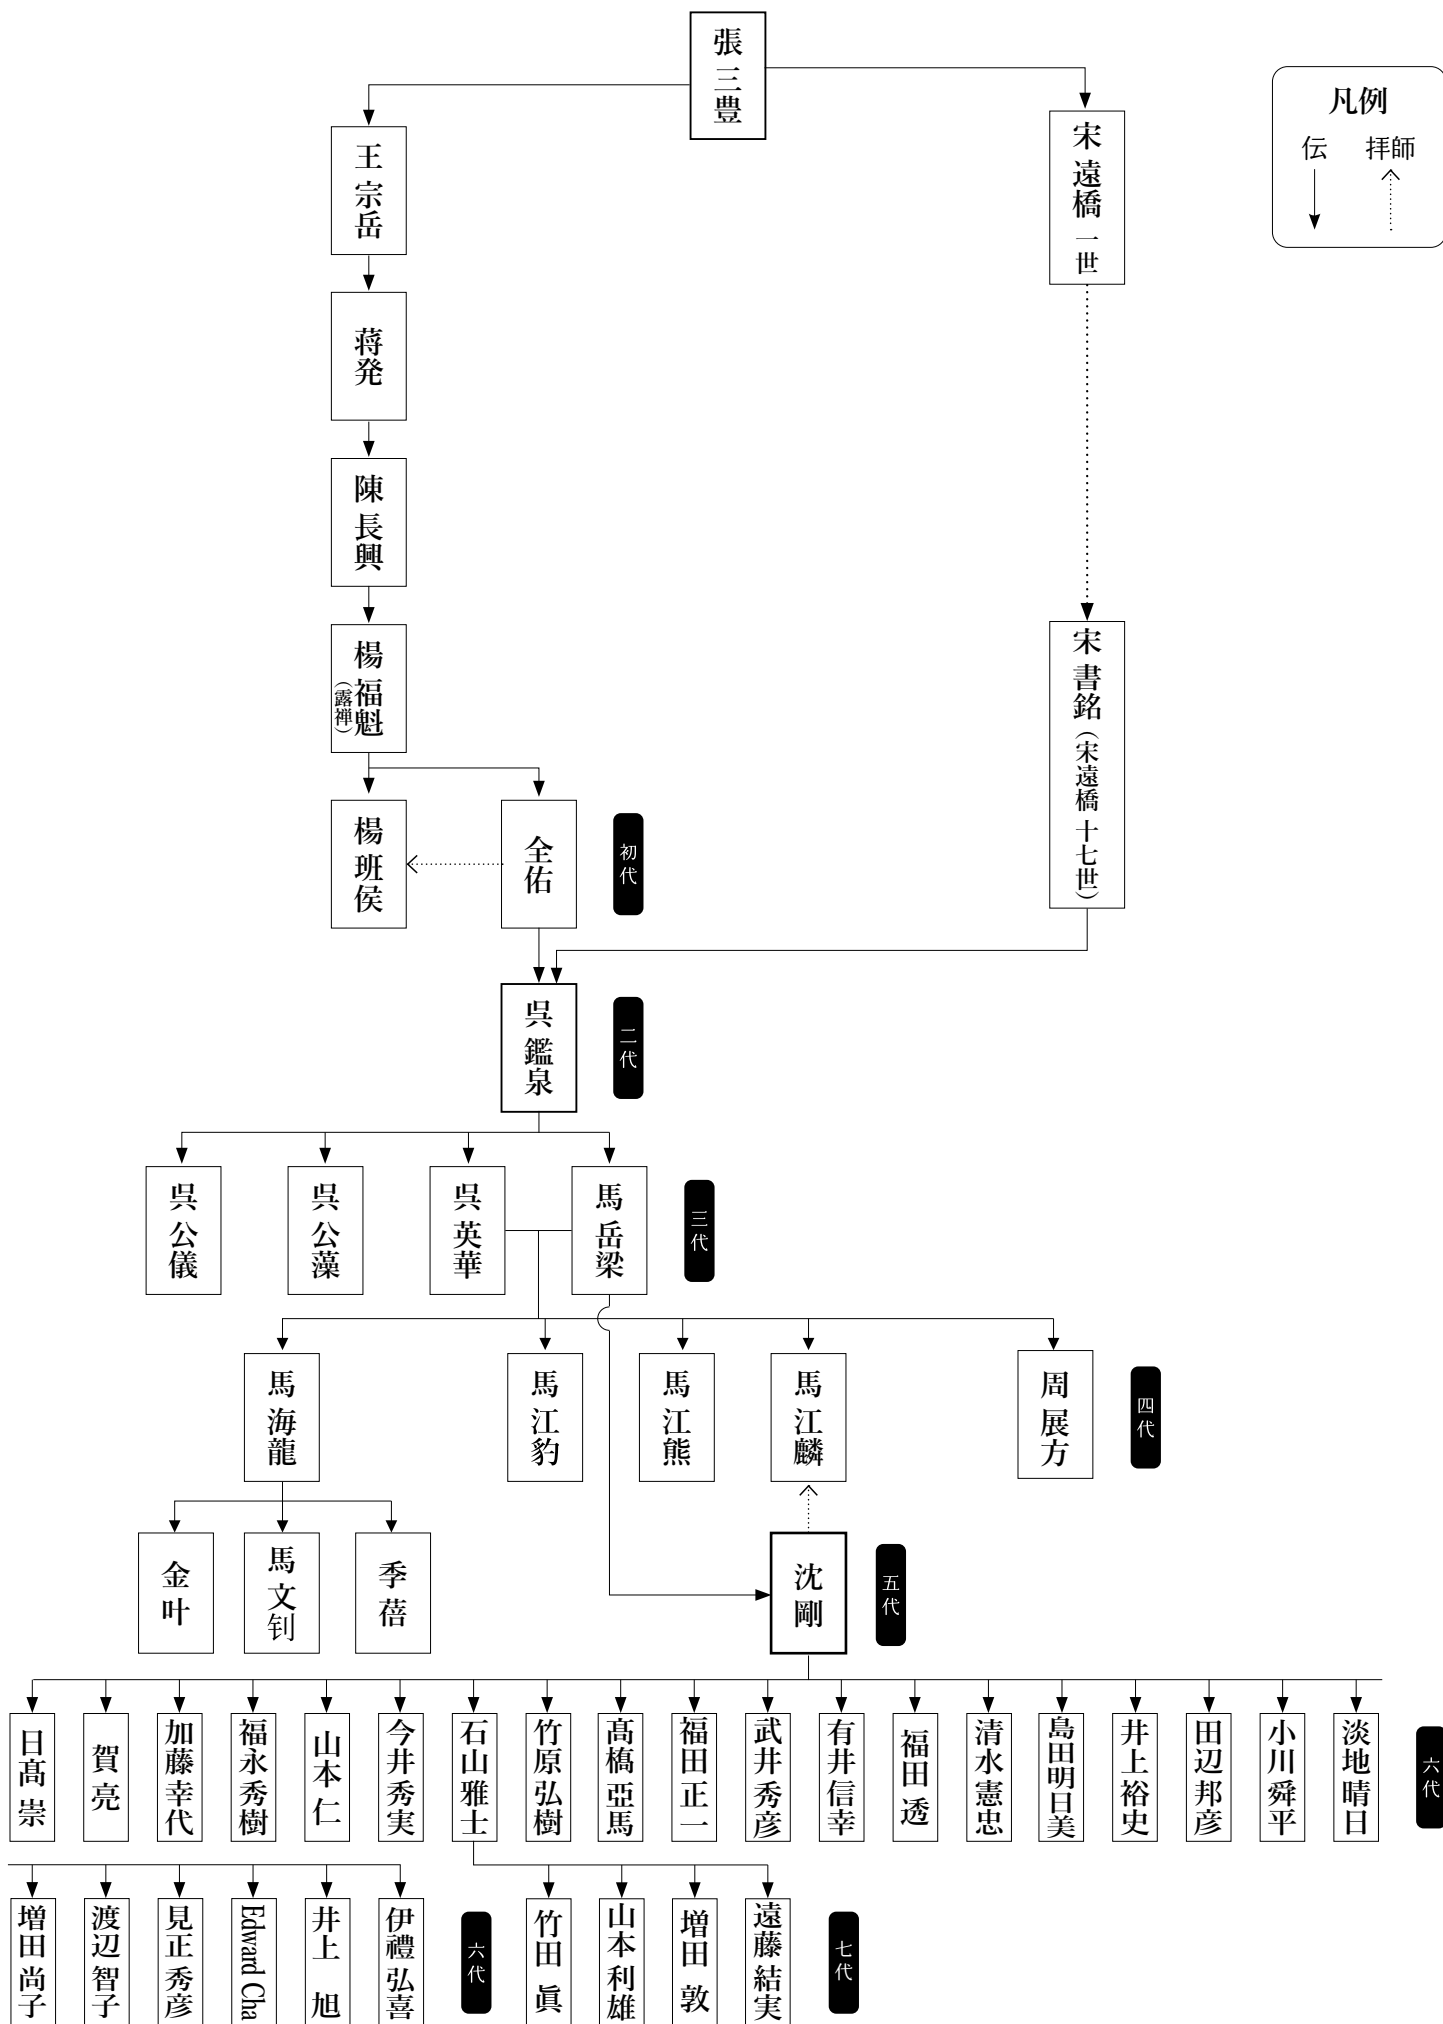 張三豊
凡例
伝
拝師
王宗岳
宋遠橋 一世
蒋発
陳長興
楊福魁
（露禅）
宋書銘（宋遠橋 十七世）
楊班侯
全佑
初代
呉鑑泉
二代
呉公儀
呉公藻
呉英華
馬岳梁
三代
馬海龍
馬江豹
馬江熊
馬江麟
周展方
四代
金叶
馬文钊
季蓓
沈剛
五代
日髙 崇
賀亮
加藤幸代
福永秀樹
山本 仁
今井秀実
石山雅士
竹原弘樹
髙橋亞馬
福田正一
武井秀彦
有井信幸
福田 透
清水憲忠
島田明日美
井上裕史
田辺邦彦
小川舜平
淡地晴日
六代
増田尚子
渡辺智子
見正秀彦
Edward Cha
井上 旭
伊禮弘喜
六代
竹田 眞
山本利雄
増田 敦
遠藤結実
七代